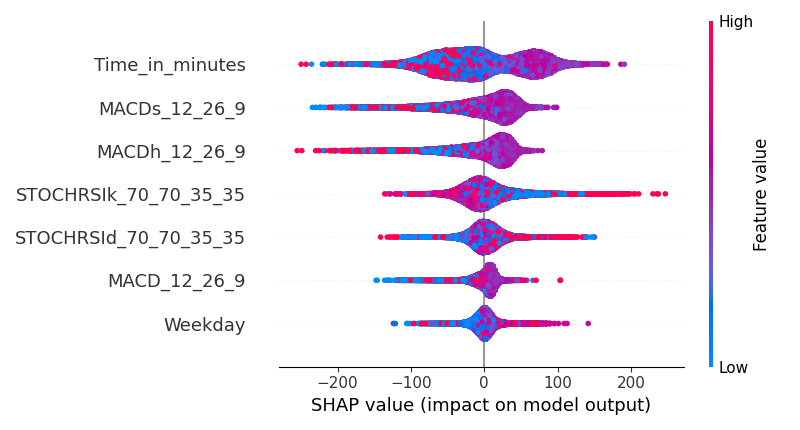 High
Time_in_minutes
MACDs_12_26_9
MACDh_12_26_9
STOCHRSIk_70_70_35_35
STOCHRSId_70_70_35_35
MACD_12_26_9
Weekday
Feature value
Low
−200 −100 0 100 200
SHAP value (impact on model output)